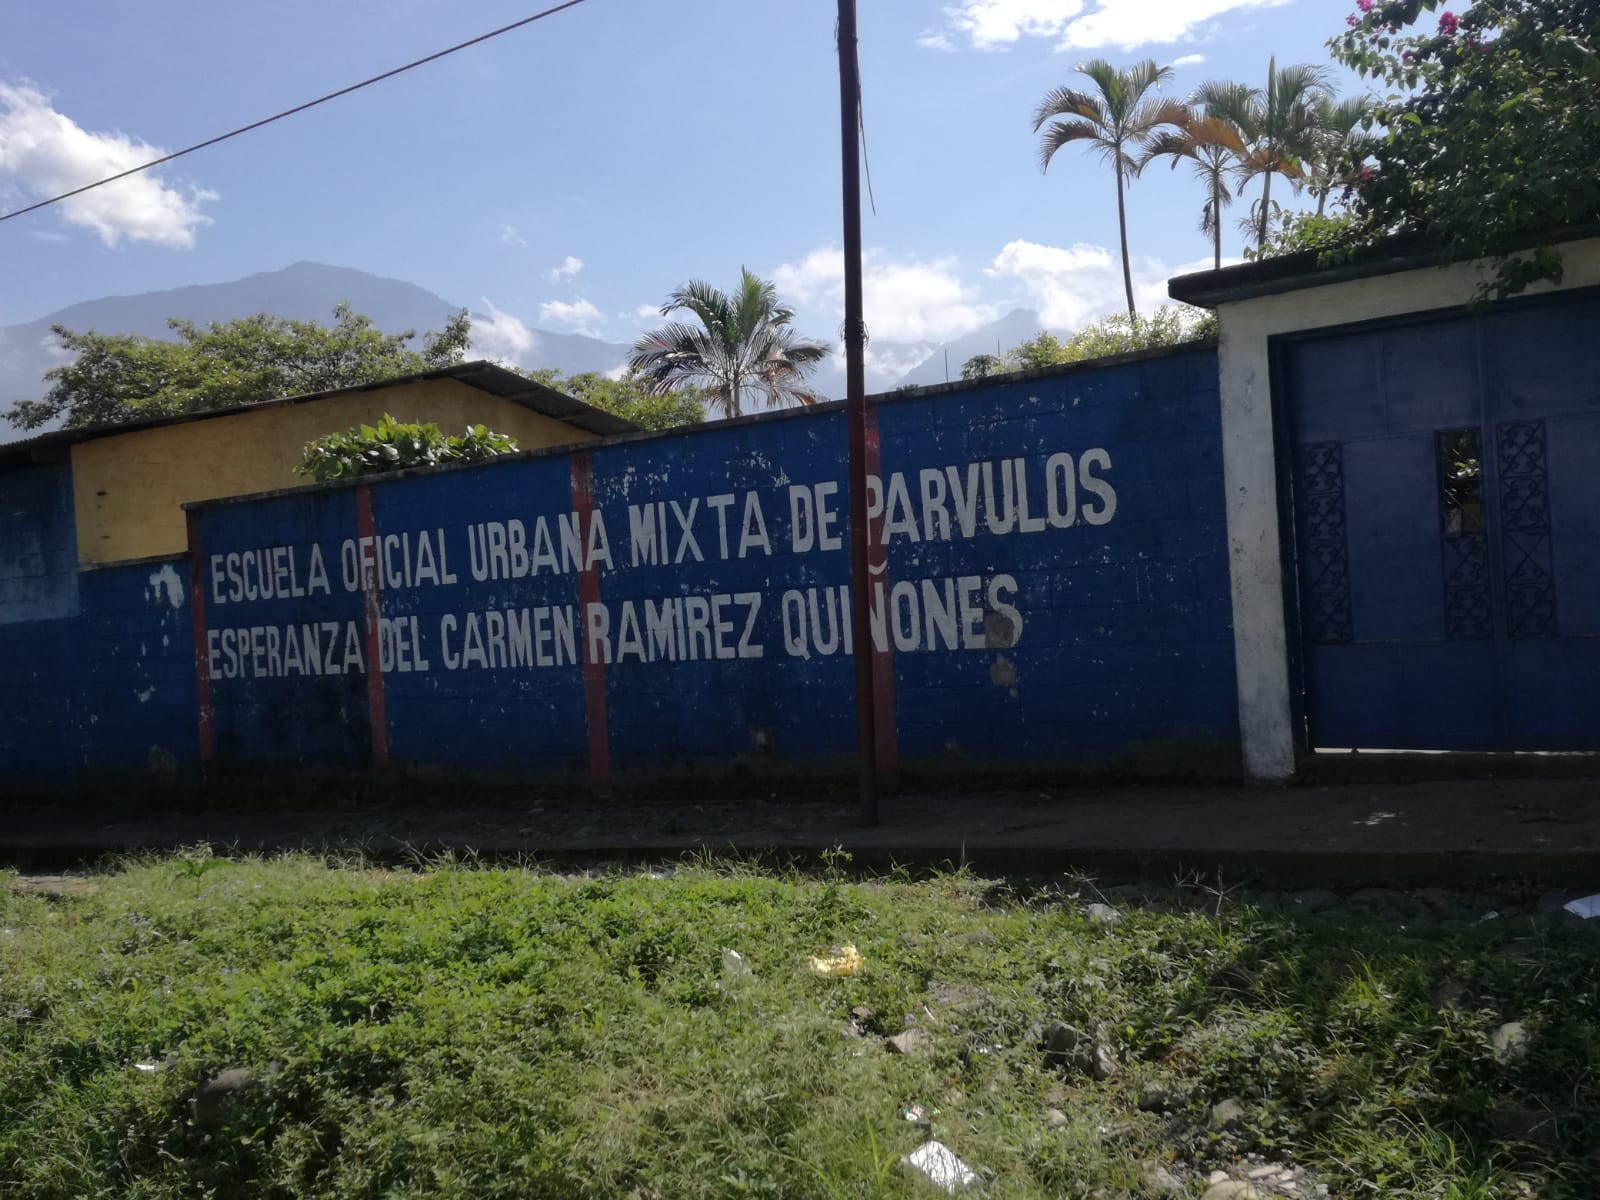 ESCUELA OFICIAL URBANA MIXTA DE PARVULOS
ESPERANZA DEL CARMEN RAMIREZ QUIÑONES